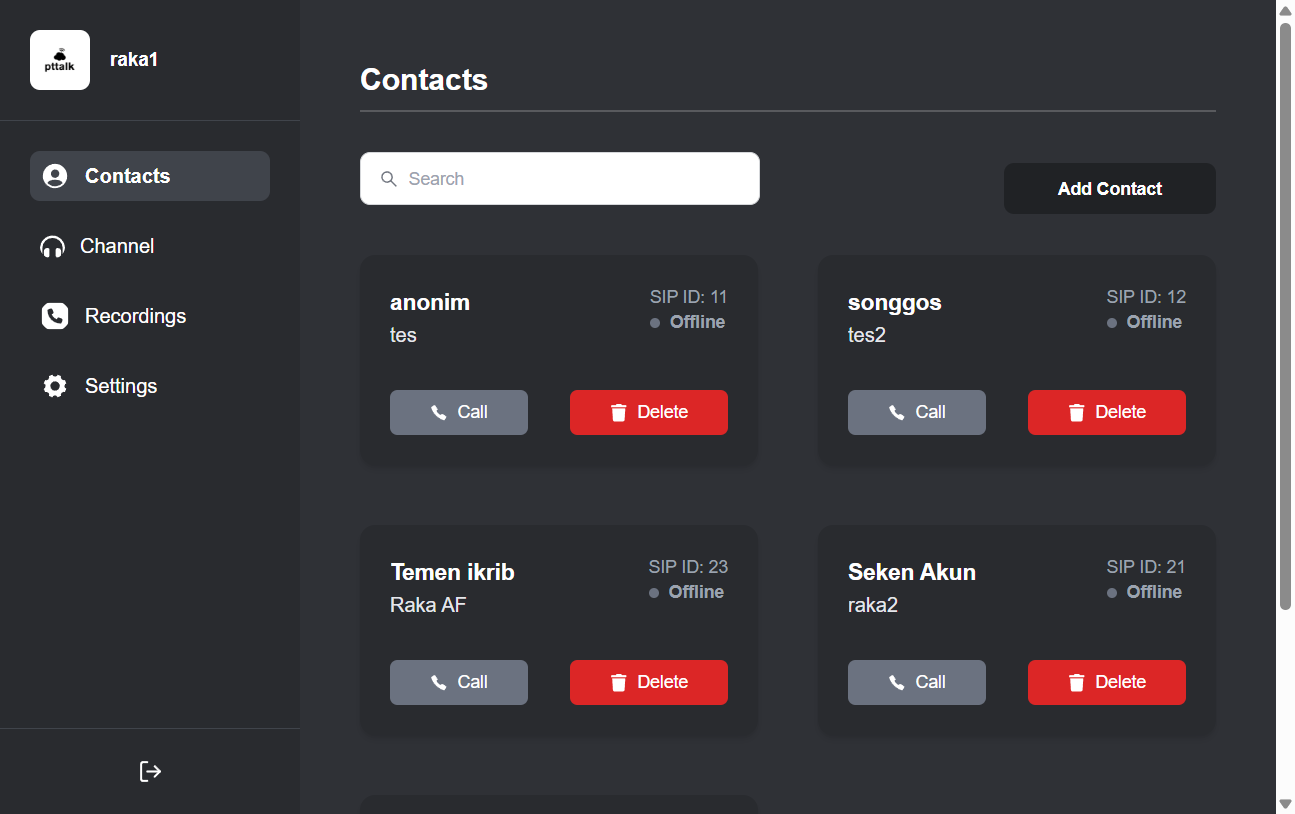 pttalk
raka1
Contacts
Channel
Recordings
Settings
Contacts
Search
Add Contact
anonim
SIP ID: 11
Offline
tes
Call
Delete
songgos
SIP ID: 12
Offline
tes2
Call
Delete
Temen ikrib
SIP ID: 23
Offline
Raka AF
Call
Delete
Seken Akun
SIP ID: 21
Offline
raka2
Call
Delete